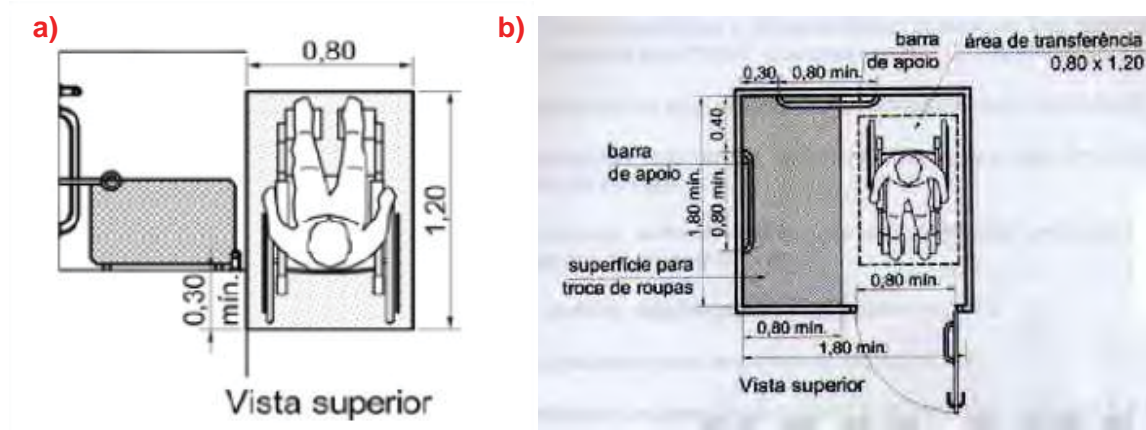 a)
0,80
1,20
0,30
mín.
Vista superior
b)
barra
de apoio
área de transferência
0,80 x 1,20
0,30
0,80 mín.
0,40
barra
de apoio
1,80 mín.
0,80 mín.
superfície para
troca de roupas
0,80 mín.
0,80 mín.
1,80 mín.
Vista superior